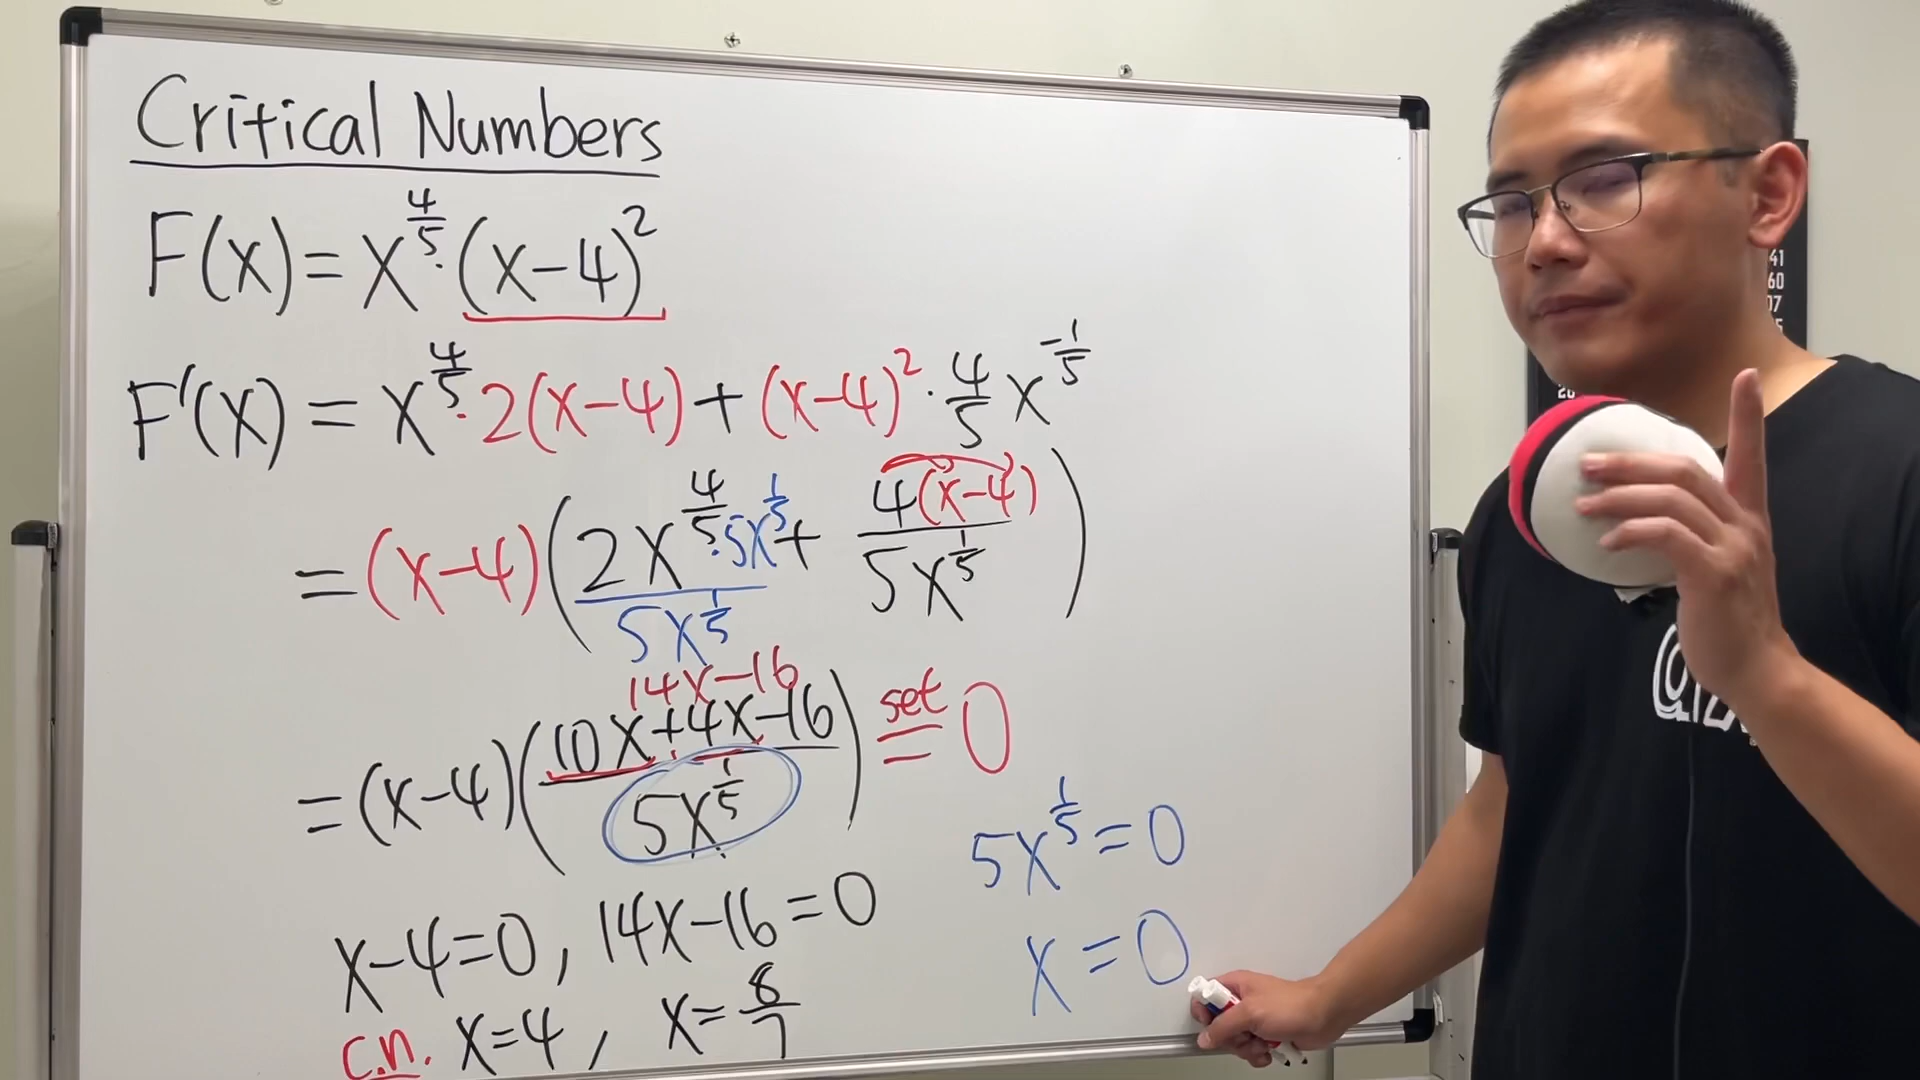 Critical Numbers
F(x) = x^(4/5) · (x-4)^2
F'(x) = x^(4/5) · 2(x-4) + (x-4)^2 · 4/5 x^(-1/5)
= (x-4) ( (2x^(4/5) · 5x^(1/5))/(5x^(1/5)) + (4(x-4))/(5x^(1/5)) )
14x-16
= (x-4) ( (10x+4x-16)/(5x^(1/5)) ) set = 0
5x^(1/5) = 0
x-4=0, 14x-16=0
x = 0
c.n. x=4, x=8/7
41
60